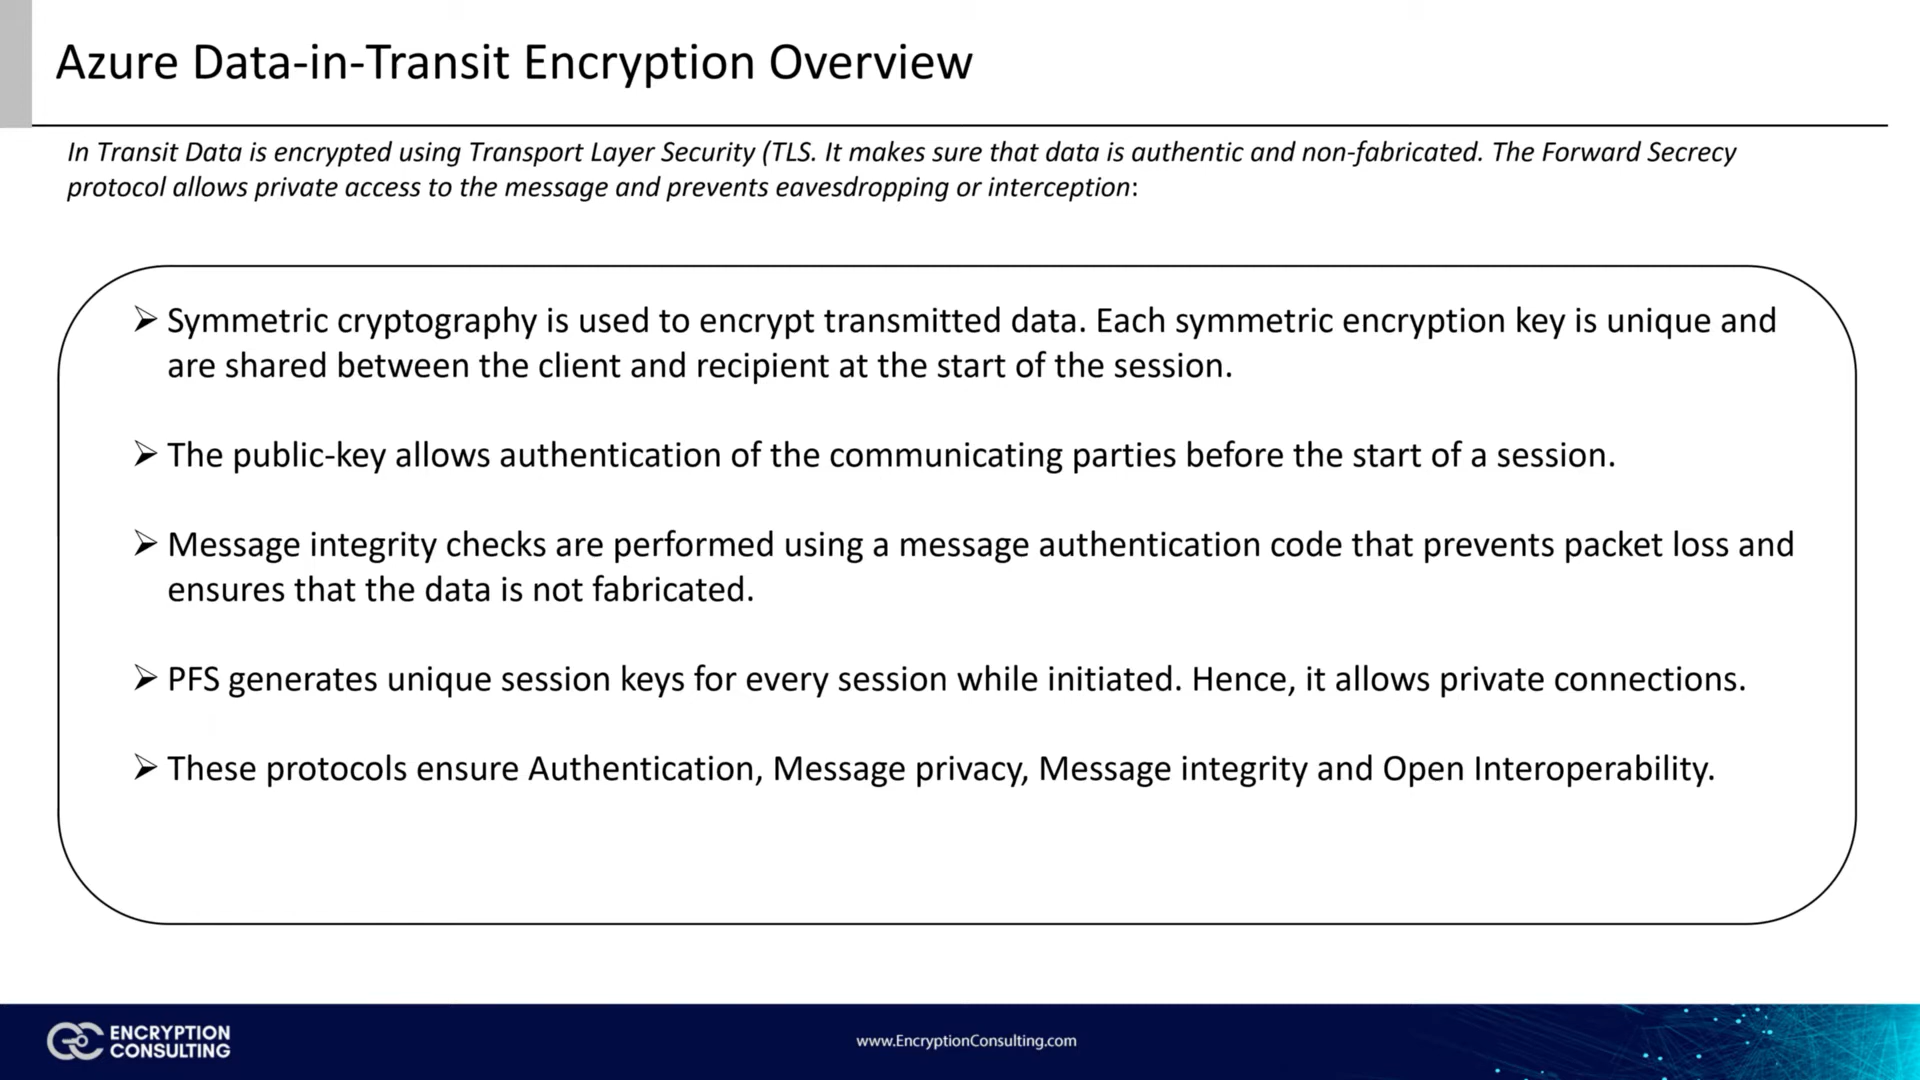 Azure Data-in-Transit Encryption Overview
In Transit Data is encrypted using Transport Layer Security (TLS. It makes sure that data is authentic and non-fabricated. The Forward Secrecy
protocol allows private access to the message and prevents eavesdropping or interception:
➢ Symmetric cryptography is used to encrypt transmitted data. Each symmetric encryption key is unique and
are shared between the client and recipient at the start of the session.
➢ The public-key allows authentication of the communicating parties before the start of a session.
➢ Message integrity checks are performed using a message authentication code that prevents packet loss and
ensures that the data is not fabricated.
➢ PFS generates unique session keys for every session while initiated. Hence, it allows private connections.
➢ These protocols ensure Authentication, Message privacy, Message integrity and Open Interoperability.
ENCRYPTION
CONSULTING
www.EncryptionConsulting.com